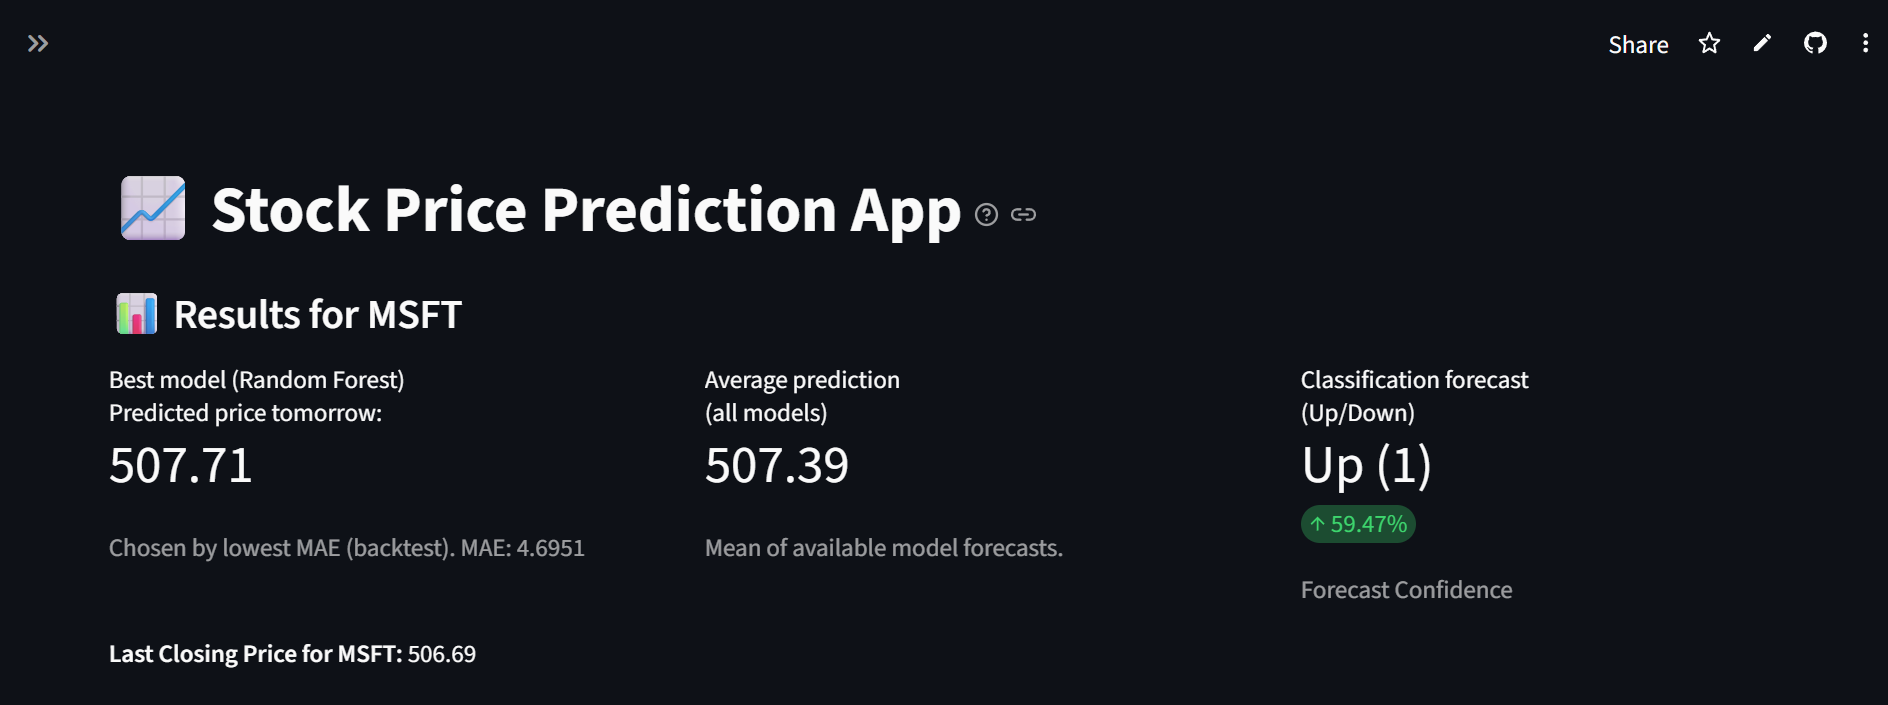 Share
Stock Price Prediction App
Results for MSFT
Best model (Random Forest)
Predicted price tomorrow:
507.71
Chosen by lowest MAE (backtest). MAE: 4.6951
Average prediction
(all models)
507.39
Mean of available model forecasts.
Classification forecast
(Up/Down)
Up (1)
↑ 59.47%
Forecast Confidence
Last Closing Price for MSFT: 506.69